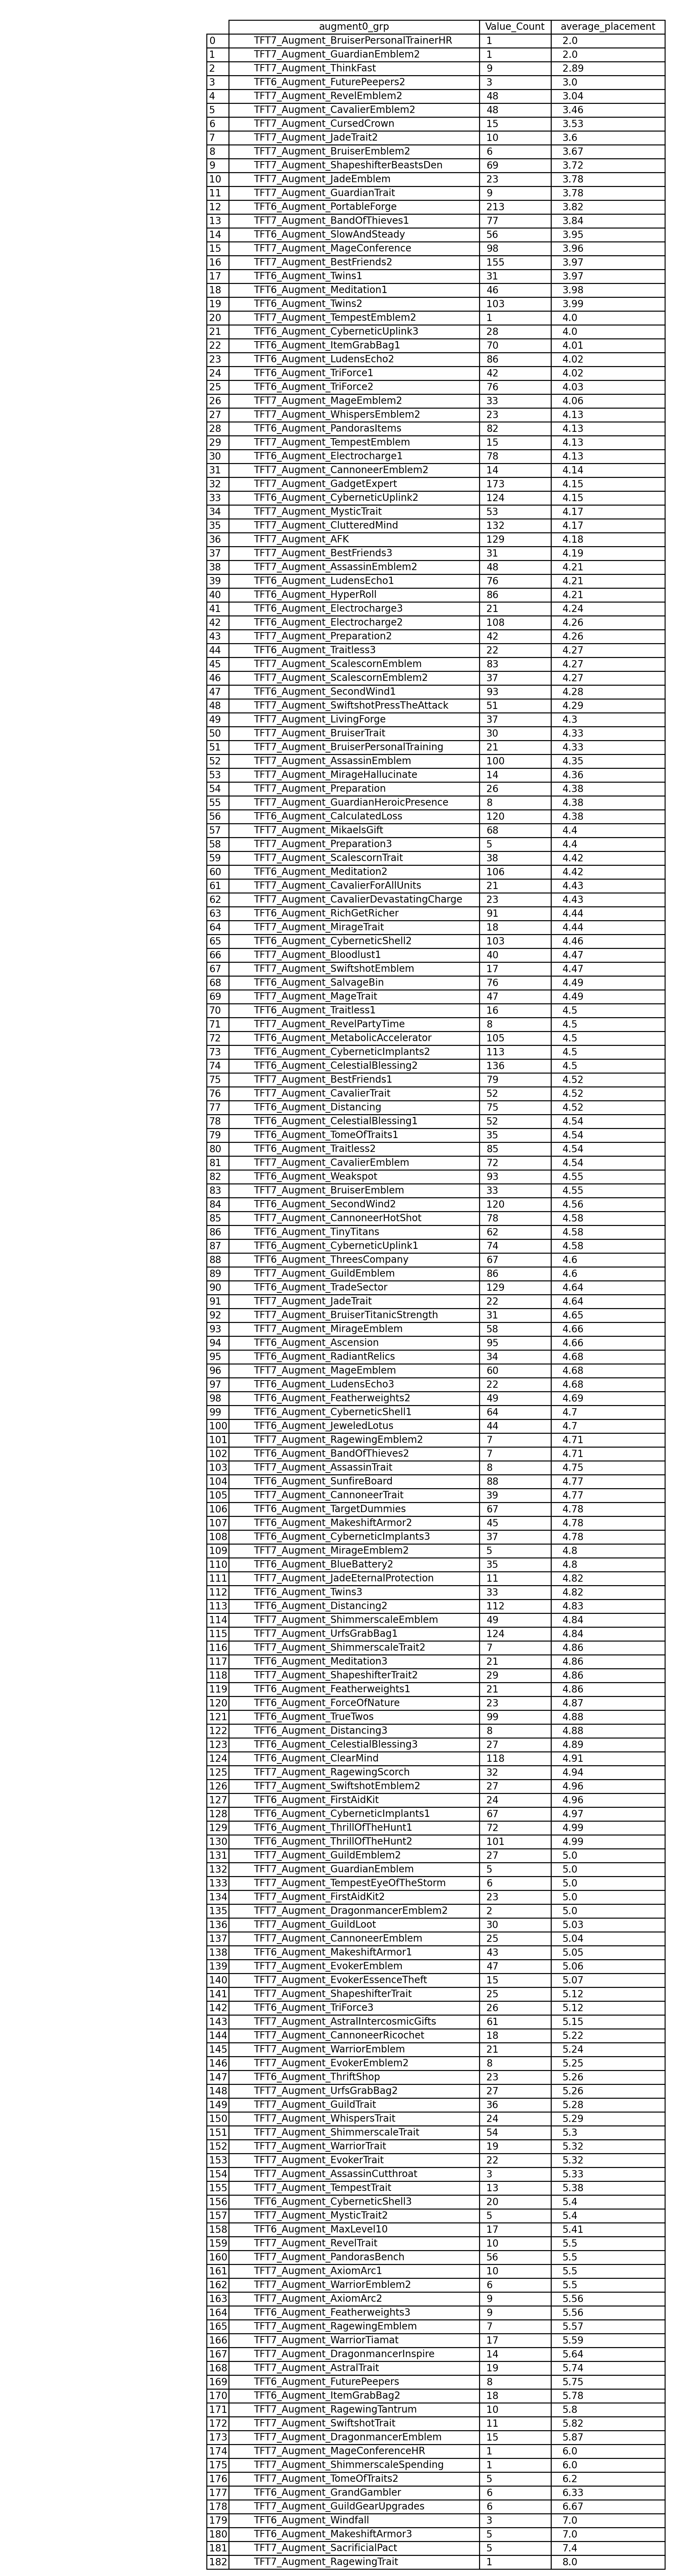 augment0_grp Value_Count average_placement
0 TFT7_Augment_BruiserPersonalTrainerHR 1 2.0
1 TFT7_Augment_GuardianEmblem2 1 2.0
2 TFT7_Augment_ThinkFast 9 2.89
3 TFT6_Augment_FuturePeepers2 3 3.0
4 TFT7_Augment_RevelEmblem2 48 3.04
5 TFT7_Augment_CavalierEmblem2 48 3.46
6 TFT6_Augment_CursedCrown 15 3.53
7 TFT7_Augment_JadeTrait2 10 3.6
8 TFT7_Augment_BruiserEmblem2 6 3.67
9 TFT7_Augment_ShapeshifterBeastsDen 69 3.72
10 TFT7_Augment_JadeEmblem 23 3.78
11 TFT7_Augment_GuardianTrait 9 3.78
12 TFT6_Augment_PortableForge 213 3.82
13 TFT7_Augment_BandOfThieves1 77 3.84
14 TFT6_Augment_SlowAndSteady 56 3.95
15 TFT7_Augment_MageConference 98 3.96
16 TFT7_Augment_BestFriends2 155 3.97
17 TFT6_Augment_Twins1 31 3.97
18 TFT6_Augment_Meditation1 46 3.98
19 TFT6_Augment_Twins2 103 3.99
20 TFT7_Augment_TempestEmblem2 1 4.0
21 TFT6_Augment_CyberneticUplink3 28 4.0
22 TFT6_Augment_ItemGrabBag1 70 4.01
23 TFT6_Augment_LudensEcho2 86 4.02
24 TFT6_Augment_TriForce1 42 4.02
25 TFT6_Augment_TriForce2 76 4.03
26 TFT7_Augment_MageEmblem2 33 4.06
27 TFT7_Augment_WhispersEmblem2 23 4.13
28 TFT6_Augment_PandorasItems 82 4.13
29 TFT7_Augment_TempestEmblem 15 4.13
30 TFT6_Augment_Electrocharge1 78 4.13
31 TFT7_Augment_CannoneerEmblem2 14 4.14
32 TFT7_Augment_GadgetExpert 173 4.15
33 TFT6_Augment_CyberneticUplink2 124 4.15
34 TFT7_Augment_MysticTrait 53 4.17
35 TFT7_Augment_ClutteredMind 132 4.17
36 TFT7_Augment_AFK 129 4.18
37 TFT7_Augment_BestFriends3 31 4.19
38 TFT7_Augment_AssassinEmblem2 48 4.21
39 TFT6_Augment_LudensEcho1 76 4.21
40 TFT6_Augment_HyperRoll 86 4.21
41 TFT6_Augment_Electrocharge3 21 4.24
42 TFT6_Augment_Electrocharge2 108 4.26
43 TFT7_Augment_Preparation2 42 4.26
44 TFT6_Augment_Traitless3 22 4.27
45 TFT7_Augment_ScalescornEmblem 83 4.27
46 TFT7_Augment_ScalescornEmblem2 37 4.27
47 TFT6_Augment_SecondWind1 93 4.28
48 TFT7_Augment_SwiftshotPressTheAttack 51 4.29
49 TFT7_Augment_LivingForge 37 4.3
50 TFT7_Augment_BruiserTrait 30 4.33
51 TFT7_Augment_BruiserPersonalTraining 21 4.33
52 TFT7_Augment_AssassinEmblem 100 4.35
53 TFT7_Augment_MirageHallucinate 14 4.36
54 TFT7_Augment_Preparation 26 4.38
55 TFT7_Augment_GuardianHeroicPresence 8 4.38
56 TFT6_Augment_CalculatedLoss 120 4.38
57 TFT7_Augment_MikaelsGift 68 4.4
58 TFT7_Augment_Preparation3 5 4.4
59 TFT7_Augment_ScalescornTrait 38 4.42
60 TFT6_Augment_Meditation2 106 4.42
61 TFT7_Augment_CavalierForAllUnits 21 4.43
62 TFT7_Augment_CavalierDevastatingCharge 23 4.43
63 TFT6_Augment_RichGetRicher 91 4.44
64 TFT7_Augment_MirageTrait 18 4.44
65 TFT6_Augment_CyberneticShell2 103 4.46
66 TFT7_Augment_Bloodlust1 40 4.47
67 TFT7_Augment_SwiftshotEmblem 17 4.47
68 TFT6_Augment_SalvageBin 76 4.49
69 TFT7_Augment_MageTrait 47 4.49
70 TFT6_Augment_Traitless1 16 4.5
71 TFT7_Augment_RevelPartyTime 8 4.5
72 TFT6_Augment_MetabolicAccelerator 105 4.5
73 TFT6_Augment_CyberneticImplants2 113 4.5
74 TFT6_Augment_CelestialBlessing2 136 4.5
75 TFT7_Augment_BestFriends1 79 4.52
76 TFT7_Augment_CavalierTrait 52 4.52
77 TFT6_Augment_Distancing 75 4.52
78 TFT6_Augment_CelestialBlessing1 52 4.54
79 TFT6_Augment_TomeOfTraits1 35 4.54
80 TFT6_Augment_Traitless2 85 4.54
81 TFT7_Augment_CavalierEmblem 72 4.54
82 TFT6_Augment_Weakspot 93 4.55
83 TFT7_Augment_BruiserEmblem 33 4.55
84 TFT6_Augment_SecondWind2 120 4.56
85 TFT7_Augment_CannoneerHotShot 78 4.58
86 TFT6_Augment_TinyTitans 62 4.58
87 TFT6_Augment_CyberneticUplink1 74 4.58
88 TFT6_Augment_ThreesCompany 67 4.6
89 TFT7_Augment_GuildEmblem 86 4.6
90 TFT6_Augment_TradeSector 129 4.64
91 TFT7_Augment_JadeTrait 22 4.64
92 TFT7_Augment_BruiserTitanicStrength 31 4.65
93 TFT7_Augment_MirageEmblem 58 4.66
94 TFT6_Augment_Ascension 95 4.66
95 TFT6_Augment_RadiantRelics 34 4.68
96 TFT7_Augment_MageEmblem 60 4.68
97 TFT6_Augment_LudensEcho3 22 4.68
98 TFT6_Augment_Featherweights2 49 4.69
99 TFT6_Augment_CyberneticShell1 64 4.7
100 TFT6_Augment_JeweledLotus 44 4.7
101 TFT7_Augment_RagewingEmblem2 7 4.71
102 TFT6_Augment_BandOfThieves2 7 4.71
103 TFT7_Augment_AssassinTrait 8 4.75
104 TFT6_Augment_SunfireBoard 88 4.77
105 TFT7_Augment_CannoneerTrait 39 4.77
106 TFT6_Augment_TargetDummies 67 4.78
107 TFT6_Augment_MakeshiftArmor2 45 4.78
108 TFT6_Augment_CyberneticImplants3 37 4.78
109 TFT7_Augment_MirageEmblem2 5 4.8
110 TFT6_Augment_BlueBattery2 35 4.8
111 TFT7_Augment_JadeEternalProtection 11 4.82
112 TFT6_Augment_Twins3 33 4.82
113 TFT6_Augment_Distancing2 112 4.83
114 TFT7_Augment_ShimmerscaleEmblem 49 4.84
115 TFT7_Augment_UrfsGrabBag1 124 4.84
116 TFT7_Augment_ShimmerscaleTrait2 7 4.86
117 TFT6_Augment_Meditation3 21 4.86
118 TFT7_Augment_ShapeshifterTrait2 29 4.86
119 TFT6_Augment_Featherweights1 21 4.86
120 TFT6_Augment_ForceOfNature 23 4.87
121 TFT6_Augment_TrueTwos 99 4.88
122 TFT6_Augment_Distancing3 8 4.88
123 TFT6_Augment_CelestialBlessing3 27 4.89
124 TFT6_Augment_ClearMind 118 4.91
125 TFT7_Augment_RagewingScorch 32 4.94
126 TFT7_Augment_SwiftshotEmblem2 27 4.96
127 TFT6_Augment_FirstAidKit 24 4.96
128 TFT6_Augment_CyberneticImplants1 67 4.97
129 TFT6_Augment_ThrillOfTheHunt1 72 4.99
130 TFT6_Augment_ThrillOfTheHunt2 101 4.99
131 TFT7_Augment_GuildEmblem2 27 5.0
132 TFT7_Augment_GuardianEmblem 5 5.0
133 TFT7_Augment_TempestEyeOfTheStorm 6 5.0
134 TFT7_Augment_FirstAidKit2 23 5.0
135 TFT7_Augment_DragonmancerEmblem2 2 5.0
136 TFT7_Augment_GuildLoot 30 5.03
137 TFT7_Augment_CannoneerEmblem 25 5.04
138 TFT6_Augment_MakeshiftArmor1 43 5.05
139 TFT7_Augment_EvokerEmblem 47 5.06
140 TFT7_Augment_EvokerEssenceTheft 15 5.07
141 TFT7_Augment_ShapeshifterTrait 25 5.12
142 TFT6_Augment_TriForce3 26 5.12
143 TFT7_Augment_AstralIntercosmicGifts 61 5.15
144 TFT7_Augment_CannoneerRicochet 18 5.22
145 TFT7_Augment_WarriorEmblem 21 5.24
146 TFT7_Augment_EvokerEmblem2 8 5.25
147 TFT6_Augment_ThriftShop 23 5.26
148 TFT7_Augment_UrfsGrabBag2 27 5.26
149 TFT7_Augment_GuildTrait 36 5.28
150 TFT7_Augment_WhispersTrait 24 5.29
151 TFT7_Augment_ShimmerscaleTrait 54 5.3
152 TFT7_Augment_WarriorTrait 19 5.32
153 TFT7_Augment_EvokerTrait 22 5.32
154 TFT7_Augment_AssassinCutthroat 3 5.33
155 TFT7_Augment_TempestTrait 13 5.38
156 TFT6_Augment_CyberneticShell3 20 5.4
157 TFT7_Augment_MysticTrait2 5 5.4
158 TFT6_Augment_MaxLevel10 17 5.41
159 TFT7_Augment_RevelTrait 10 5.5
160 TFT7_Augment_PandorasBench 56 5.5
161 TFT7_Augment_AxiomArc1 10 5.5
162 TFT7_Augment_WarriorEmblem2 6 5.5
163 TFT7_Augment_AxiomArc2 9 5.56
164 TFT6_Augment_Featherweights3 9 5.56
165 TFT7_Augment_RagewingEmblem 7 5.57
166 TFT7_Augment_WarriorTiamat 17 5.59
167 TFT7_Augment_DragonmancerInspire 14 5.64
168 TFT7_Augment_AstralTrait 19 5.74
169 TFT6_Augment_FuturePeepers 8 5.75
170 TFT6_Augment_ItemGrabBag2 18 5.78
171 TFT7_Augment_RagewingTantrum 10 5.8
172 TFT7_Augment_SwiftshotTrait 11 5.82
173 TFT7_Augment_DragonmancerEmblem 15 5.87
174 TFT7_Augment_MageConferenceHR 1 6.0
175 TFT7_Augment_ShimmerscaleSpending 1 6.0
176 TFT7_Augment_TomeOfTraits2 5 6.2
177 TFT6_Augment_GrandGambler 6 6.33
178 TFT7_Augment_GuildGearUpgrades 6 6.67
179 TFT6_Augment_Windfall 3 7.0
180 TFT6_Augment_MakeshiftArmor3 5 7.0
181 TFT7_Augment_SacrificialPact 5 7.4
182 TFT7_Augment_RagewingTrait 1 8.0